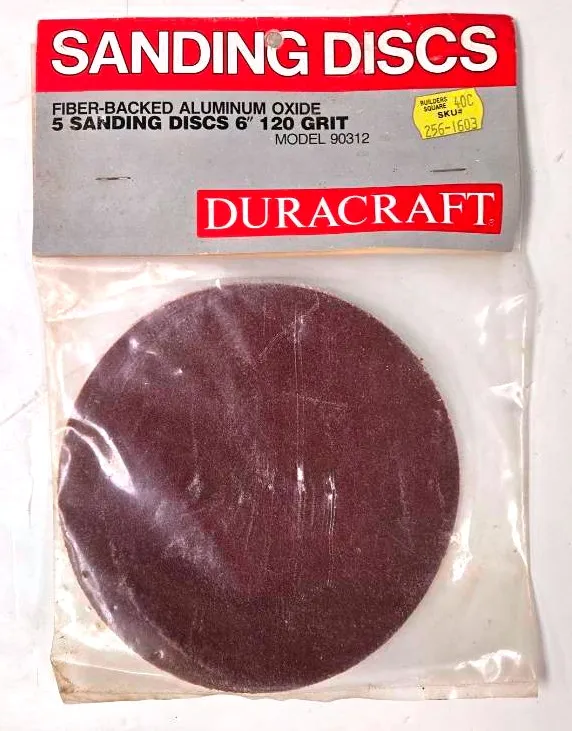 SANDING DISCS
FIBER-BACKED ALUMINUM OXIDE
5 SANDING DISCS 6" 120 GRIT
MODEL 90312
BUILDERS
SQUARE 40C
SKU#
256-1603
DURACRAFT